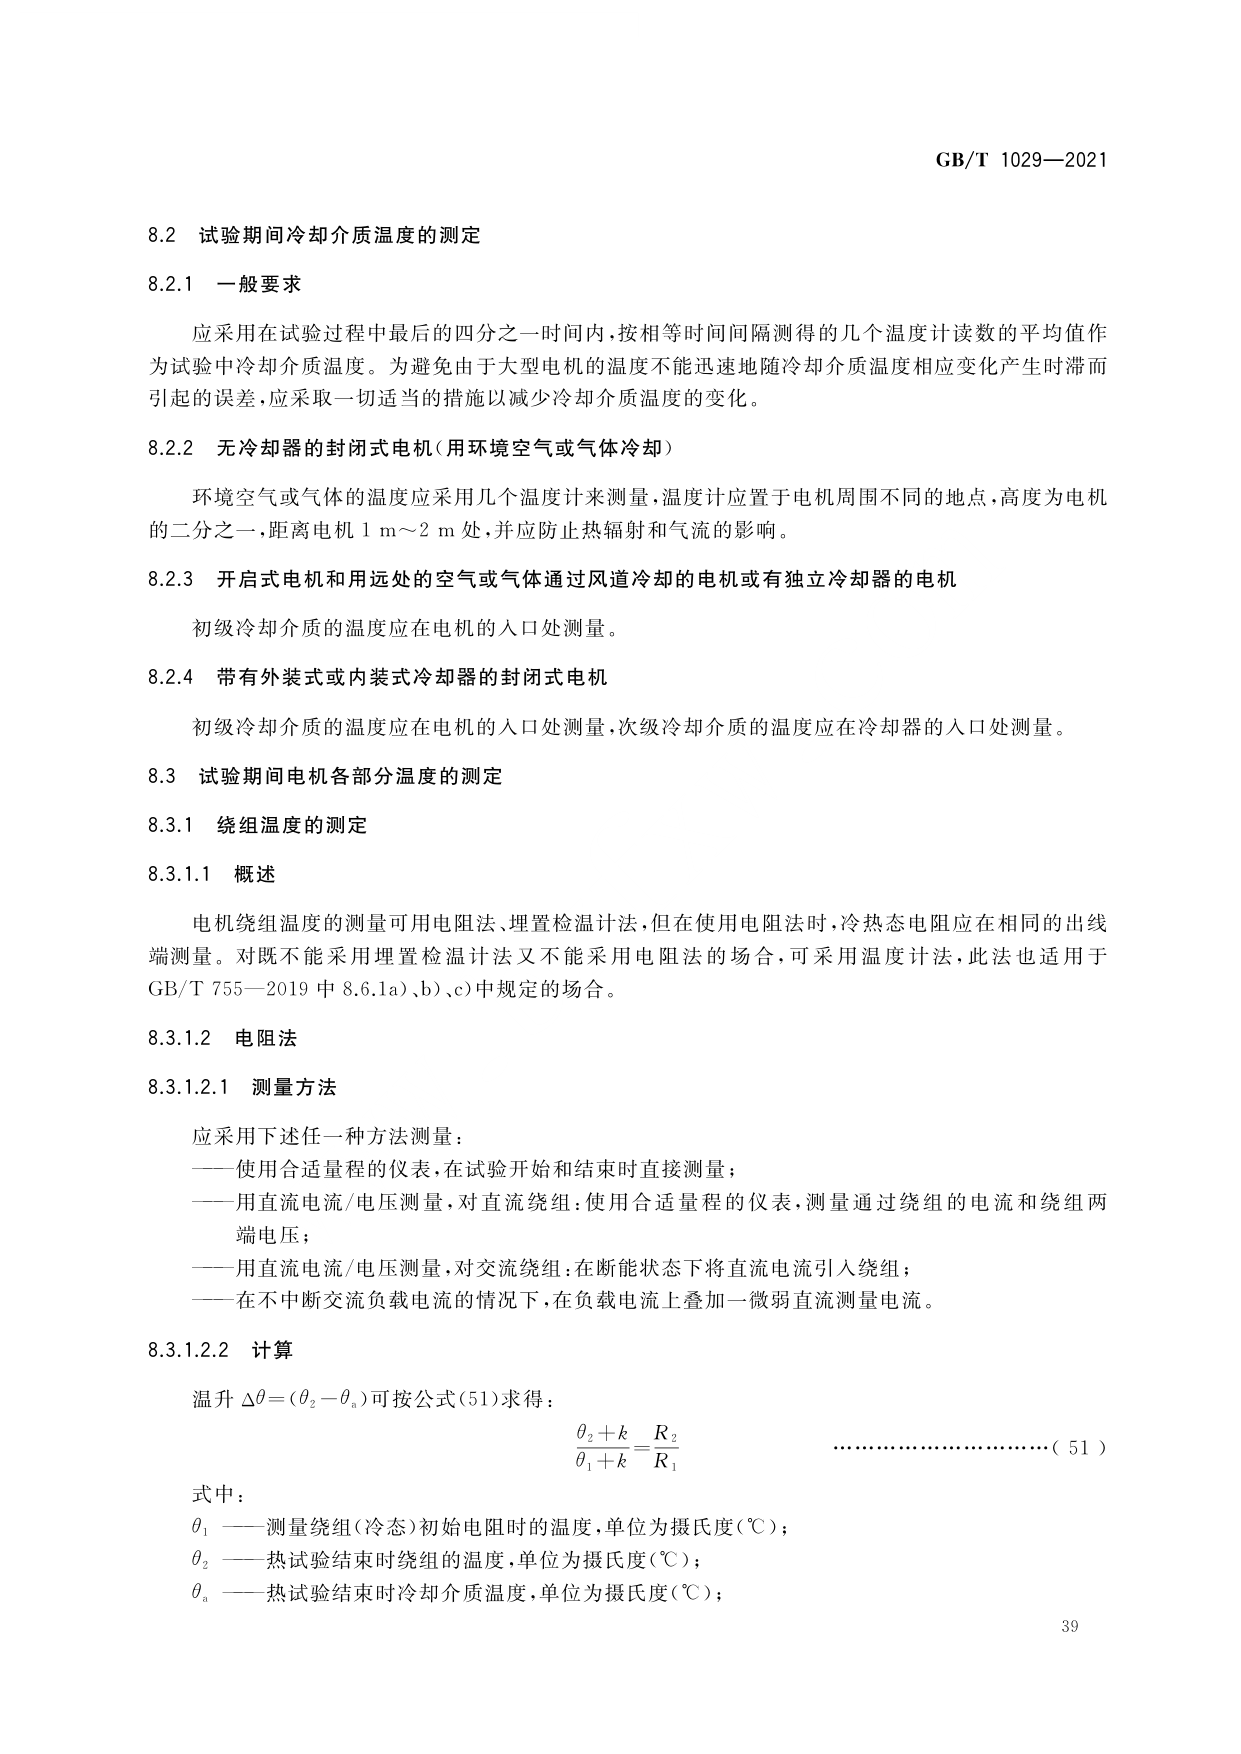 GB/T 1029—2021
8.2 试验期间冷却介质温度的测定
8.2.1 一般要求
应采用在试验过程中最后的四分之一时间内,按相等时间间隔测得的几个温度计读数的平均值作
为试验中冷却介质温度。为避免由于大型电机的温度不能迅速地随冷却介质温度相应变化产生时滞而
引起的误差,应采取一切适当的措施以减少冷却介质温度的变化。
8.2.2 无冷却器的封闭式电机(用环境空气或气体冷却)
环境空气或气体的温度应采用几个温度计来测量,温度计应置于电机周围不同的地点,高度为电机
的二分之一,距离电机 1 m～2 m 处,并应防止热辐射和气流的影响。
8.2.3 开启式电机和用远处的空气或气体通过风道冷却的电机或有独立冷却器的电机
初级冷却介质的温度应在电机的入口处测量。
8.2.4 带有外装式或内装式冷却器的封闭式电机
初级冷却介质的温度应在电机的入口处测量,次级冷却介质的温度应在冷却器的入口处测量。
8.3 试验期间电机各部分温度的测定
8.3.1 绕组温度的测定
8.3.1.1 概述
电机绕组温度的测量可用电阻法、埋置检温计法,但在使用电阻法时,冷热态电阻应在相同的出线
端测量。对既不能采用埋置检温计法又不能采用电阻法的场合,可采用温度计法,此法也适用于
GB/T 755—2019 中 8.6.1a)、b)、c)中规定的场合。
8.3.1.2 电阻法
8.3.1.2.1 测量方法
应采用下述任一种方法测量:
——使用合适量程的仪表,在试验开始和结束时直接测量;
——用直流电流/电压测量,对直流绕组:使用合适量程的仪表,测量通过绕组的电流和绕组两
端电压;
——用直流电流/电压测量,对交流绕组:在断能状态下将直流电流引入绕组;
——在不中断交流负载电流的情况下,在负载电流上叠加一微弱直流测量电流。
8.3.1.2.2 计算
温升 Δθ=(θ₂−θₐ)可按公式(51)求得:
(θ₂+k)/(θ₁+k)=R₂/R₁ …………………………( 51 )
式中:
θ₁ ——测量绕组(冷态)初始电阻时的温度,单位为摄氏度(℃);
θ₂ ——热试验结束时绕组的温度,单位为摄氏度(℃);
θₐ ——热试验结束时冷却介质温度,单位为摄氏度(℃);
39